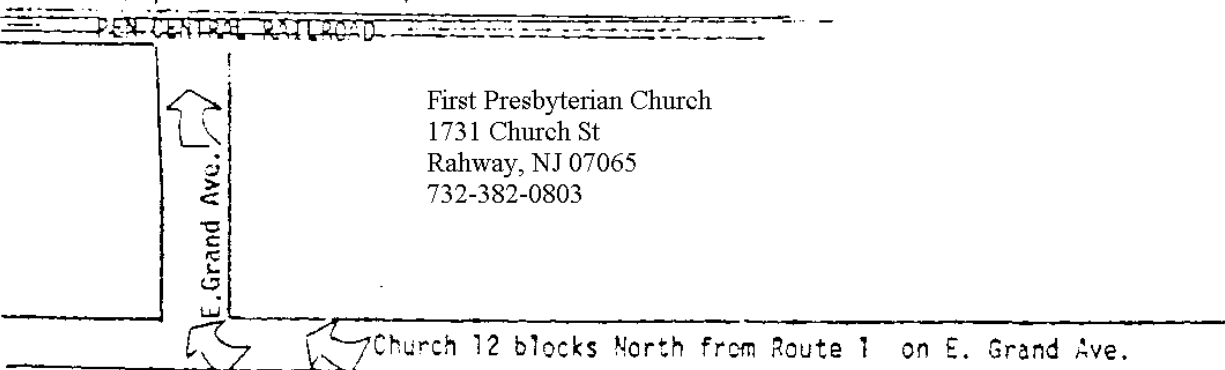 PEN CENTRAL RAILROAD
First Presbyterian Church
1731 Church St
Rahway, NJ 07065
732-382-0803
E.Grand Ave.
Church 12 blocks North from Route 1 on E. Grand Ave.